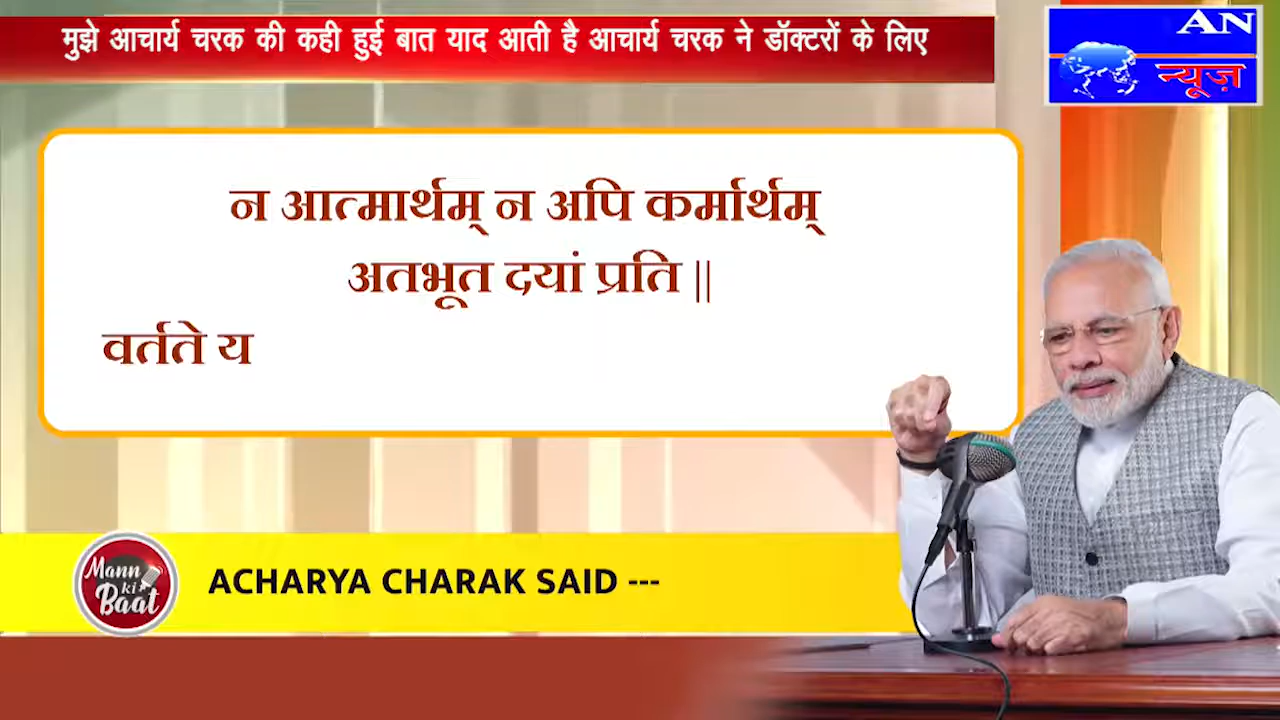 मुझे आचार्य चरक की कही हुई बात याद आती है आचार्य चरक ने डॉक्टरों के लिए
AN
न्यूज़
न आत्मार्थम् न अपि कर्मार्थम्
अतभूत दयां प्रति ||
वर्तते य
Mann
ki
Baat
ACHARYA CHARAK SAID ---